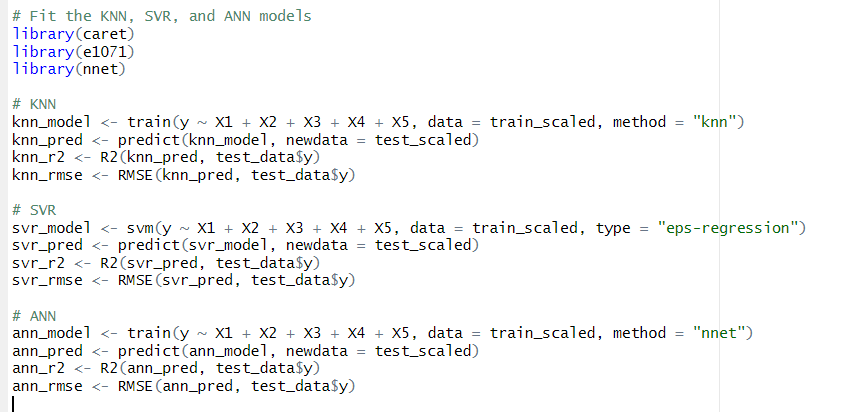 # Fit the KNN, SVR, and ANN models
library(caret)
library(e1071)
library(nnet)
# KNN
knn_model <- train(y ~ X1 + X2 + X3 + X4 + X5, data = train_scaled, method = "knn")
knn_pred <- predict(knn_model, newdata = test_scaled)
knn_r2 <- R2(knn_pred, test_data$y)
knn_rmse <- RMSE(knn_pred, test_data$y)
# SVR
svr_model <- svm(y ~ X1 + X2 + X3 + X4 + X5, data = train_scaled, type = "eps-regression")
svr_pred <- predict(svr_model, newdata = test_scaled)
svr_r2 <- R2(svr_pred, test_data$y)
svr_rmse <- RMSE(svr_pred, test_data$y)
# ANN
ann_model <- train(y ~ X1 + X2 + X3 + X4 + X5, data = train_scaled, method = "nnet")
ann_pred <- predict(ann_model, newdata = test_scaled)
ann_r2 <- R2(ann_pred, test_data$y)
ann_rmse <- RMSE(ann_pred, test_data$y)